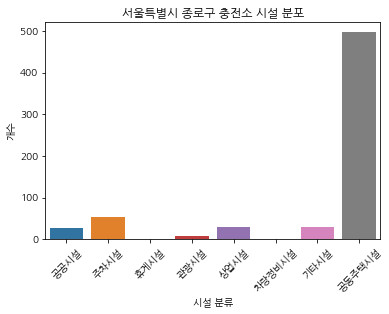 서울특별시 종로구 충전소 시설 분포
500
400
300
200
100
0
개수
공공시설
주차시설
휴게시설
관광시설
상업시설
차량정비시설
기타시설
공동주택시설
시설 분류